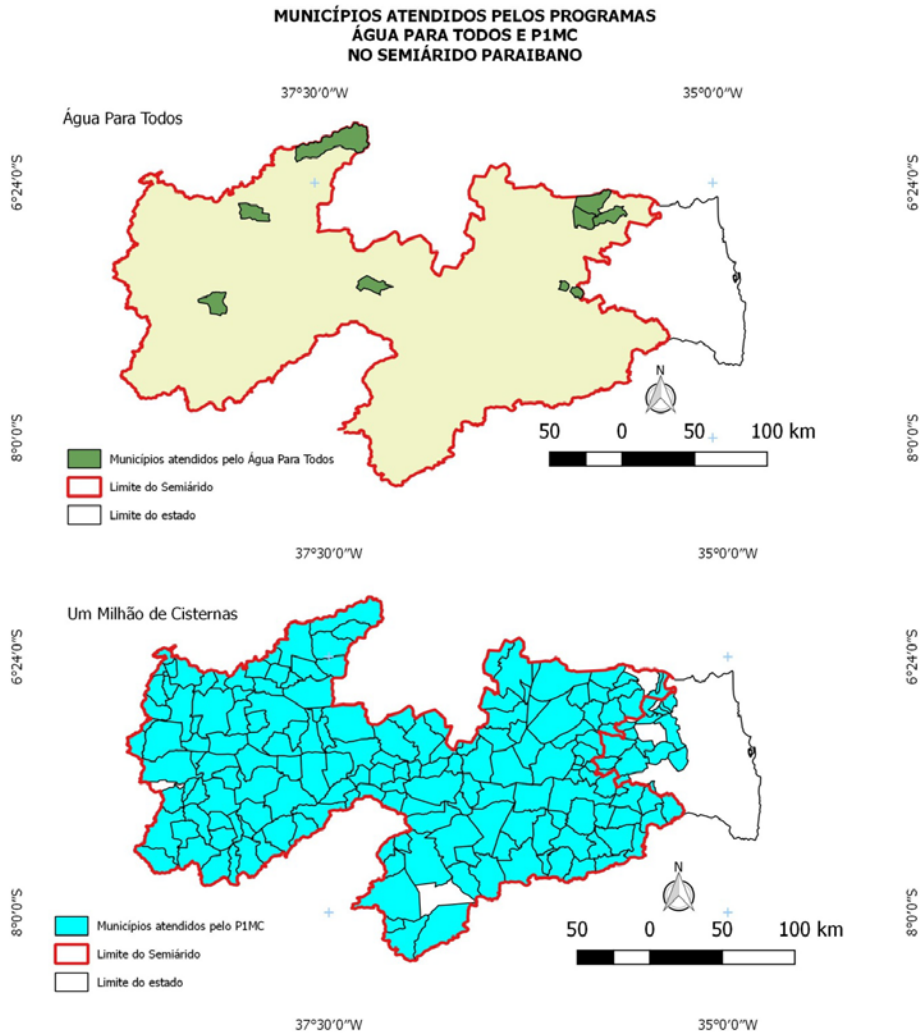 MUNICÍPIOS ATENDIDOS PELOS PROGRAMAS
ÁGUA PARA TODOS E P1MC
NO SEMIÁRIDO PARAIBANO
37°30'0"W 35°0'0"W
Água Para Todos
6°24'0"S 6°24'0"S
N
50 0 50 100 km
8°0'0"S 8°0'0"S
Municípios atendidos pelo Água Para Todos
Limite do Semiárido
Limite do estado
37°30'0"W 35°0'0"W
Um Milhão de Cisternas
6°24'0"S 6°24'0"S
N
8°0'0"S 8°0'0"S
Municípios atendidos pelo P1MC
50 0 50 100 km
Limite do Semiárido
Limite do estado
37°30'0"W 35°0'0"W